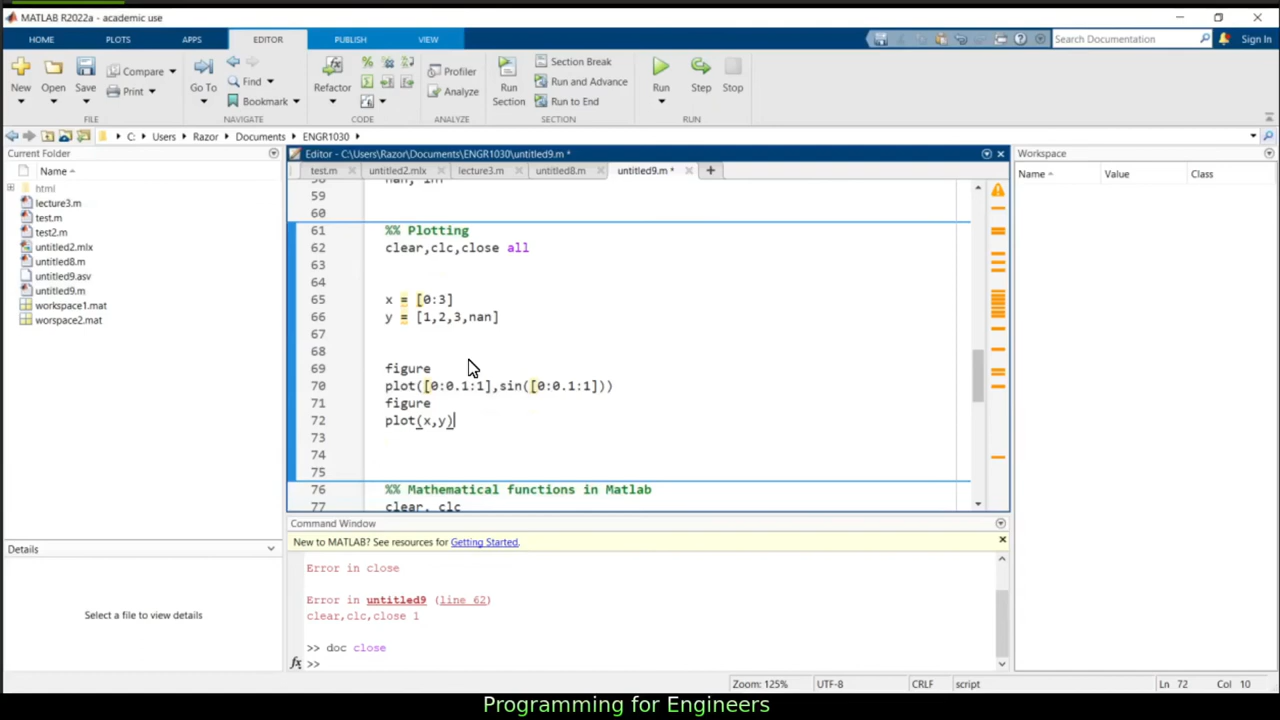 MATLAB R2022a - academic use
HOME PLOTS APPS EDITOR PUBLISH VIEW
Search Documentation
Sign In
New Open Save Compare Print
FILE
Go To Find Bookmark
NAVIGATE
Refactor
CODE
Profiler Analyze
ANALYZE
Run Section
Section Break
Run and Advance
Run to End
SECTION
Run Step Stop
RUN
C: Users Razor Documents ENGR1030
Current Folder
Name
html
lecture3.m
test.m
test2.m
untitled2.mlx
untitled8.m
untitled9.asv
untitled9.m
workspace1.mat
worspace2.mat
Details
Select a file to view details
Editor - C:\Users\Razor\Documents\ENGR1030\untitled9.m *
test.m untitled2.mlx lecture3.m untitled8.m untitled9.m *
59
60
61 %% Plotting
62 clear,clc,close all
63
64
65 x = [0:3]
66 y = [1,2,3,nan]
67
68
69 figure
70 plot([0:0.1:1],sin([0:0.1:1]))
71 figure
72 plot(x,y)
73
74
75
76 %% Mathematical functions in Matlab
77 clear, clc
Command Window
New to MATLAB? See resources for Getting Started.
Error in close
Error in untitled9 (line 62)
clear,clc,close 1
>> doc close
fx >>
Workspace
Name Value Class
Zoom: 125% UTF-8 CRLF script Ln 72 Col 10
Programming for Engineers